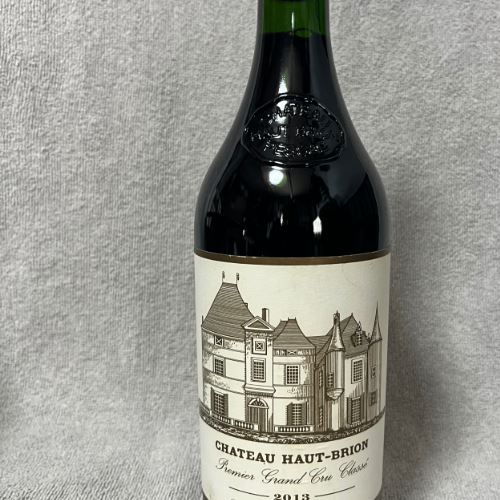 CHATEAU HAUT-BRION
Premier Grand Cru Classé
2013